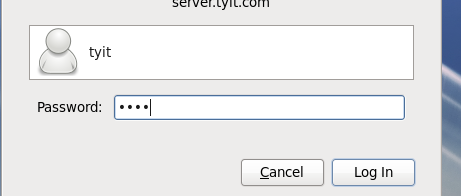 server.tyit.com
tyit
Password: ••••
Cancel
Log In